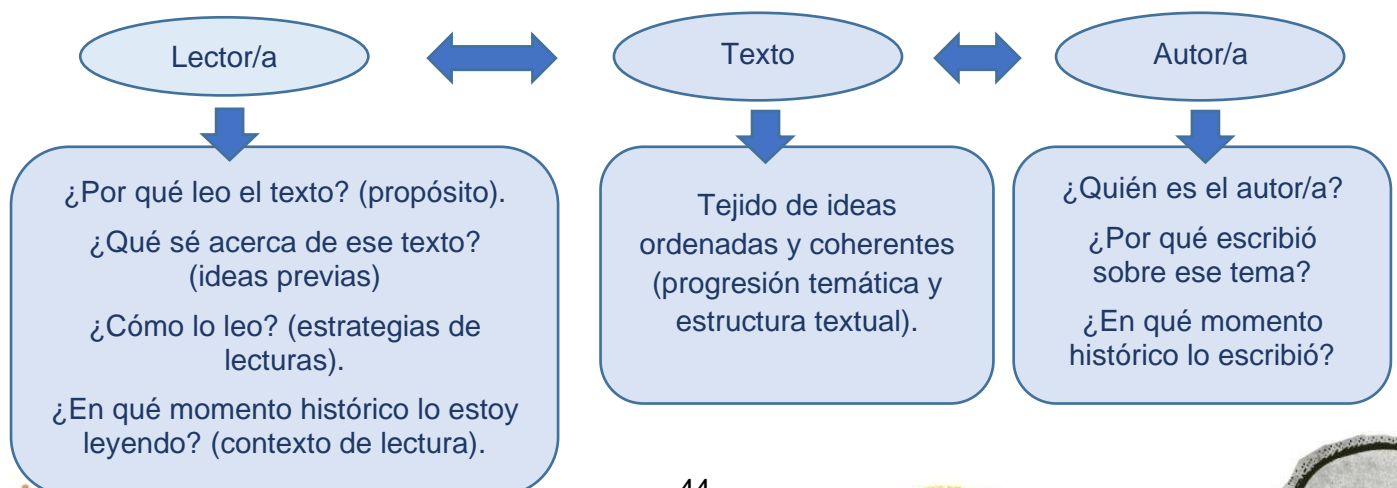 Lector/a
Texto
Autor/a
¿Por qué leo el texto? (propósito).
¿Qué sé acerca de ese texto?
(ideas previas)
¿Cómo lo leo? (estrategias de
lecturas).
¿En qué momento histórico lo estoy
leyendo? (contexto de lectura).
Tejido de ideas
ordenadas y coherentes
(progresión temática y
estructura textual).
¿Quién es el autor/a?
¿Por qué escribió
sobre ese tema?
¿En qué momento
histórico lo escribió?
44